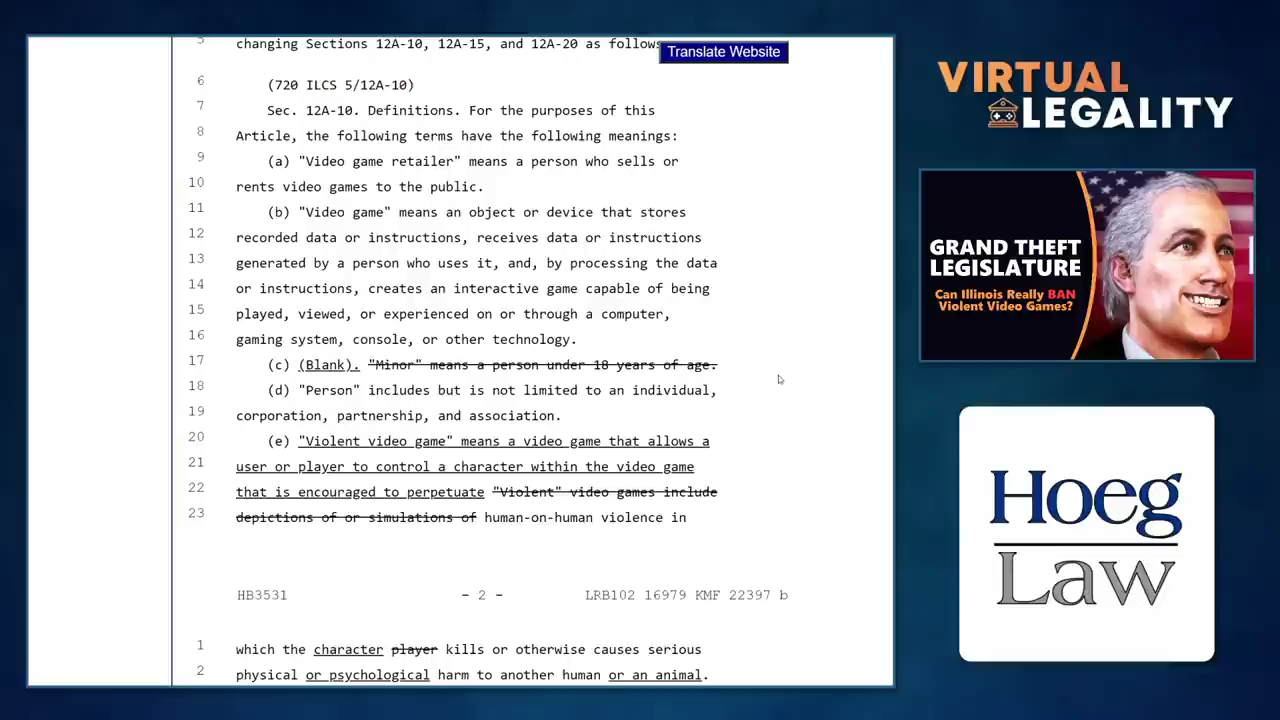 5 changing Sections 12A-10, 12A-15, and 12A-20 as follows
Translate Website
6 (720 ILCS 5/12A-10)
7 Sec. 12A-10. Definitions. For the purposes of this
8 Article, the following terms have the following meanings:
9 (a) "Video game retailer" means a person who sells or
10 rents video games to the public.
11 (b) "Video game" means an object or device that stores
12 recorded data or instructions, receives data or instructions
13 generated by a person who uses it, and, by processing the data
14 or instructions, creates an interactive game capable of being
15 played, viewed, or experienced on or through a computer,
16 gaming system, console, or other technology.
17 (c) (Blank). "Minor" means a person under 18 years of age.
18 (d) "Person" includes but is not limited to an individual,
19 corporation, partnership, and association.
20 (e) "Violent video game" means a video game that allows a
21 user or player to control a character within the video game
22 that is encouraged to perpetuate "Violent" video games include
23 depictions of or simulations of human-on-human violence in
HB3531 - 2 - LRB102 16979 KMF 22397 b
1 which the character player kills or otherwise causes serious
2 physical or psychological harm to another human or an animal.
VIRTUAL
LEGALITY
GRAND THEFT
LEGISLATURE
Can Illinois Really BAN
Violent Video Games?
Hoeg
Law